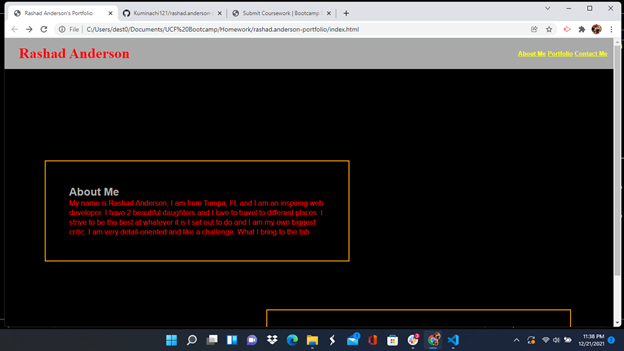 Rashad Anderson's Portfolio
Kuminachi121/rashad.anderson-
Submit Coursework | Bootcamp
File
C:/Users/dest0/Documents/UCF%20Bootcamp/Homework/rashad.anderson-portfolio/index.html
Rashad Anderson
About Me Portfolio Contact Me
About Me
My name is Rashad Anderson, I am from Tampa, FL and I am an inspiring web
developer. I have 2 beautiful daughters and I love to travel to different places. I
strive to be the best at whatever it is I set out to do and I am my own biggest
critic. I am very detail-oriented and like a challenge. What I bring to the tab
11:38 PM
12/21/2021